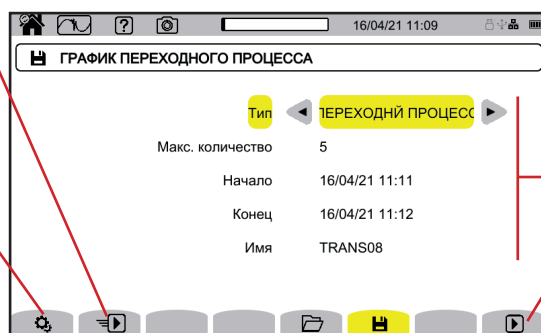 16/04/21 11:09
ГРАФИК ПЕРЕХОДНОГО ПРОЦЕССА
Тип ПЕРЕХОДНЙ ПРОЦЕСС
Макс. количество 5
Начало 16/04/21 11:11
Конец 16/04/21 11:12
Имя TRANS08